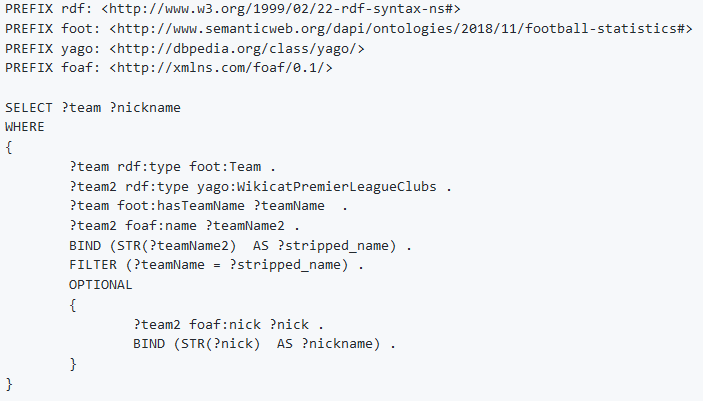 PREFIX rdf: <http://www.w3.org/1999/02/22-rdf-syntax-ns#>
PREFIX foot: <http://www.semanticweb.org/dapi/ontologies/2018/11/football-statistics#>
PREFIX yago: <http://dbpedia.org/class/yago/>
PREFIX foaf: <http://xmlns.com/foaf/0.1/>

SELECT ?team ?nickname
WHERE
{
        ?team rdf:type foot:Team .
        ?team2 rdf:type yago:WikicatPremierLeagueClubs .
        ?team foot:hasTeamName ?teamName  .
        ?team2 foaf:name ?teamName2 .
        BIND (STR(?teamName2)  AS ?stripped_name) .
        FILTER (?teamName = ?stripped_name) .
        OPTIONAL
        {
                ?team2 foaf:nick ?nick .
                BIND (STR(?nick)  AS ?nickname) .
        }
}